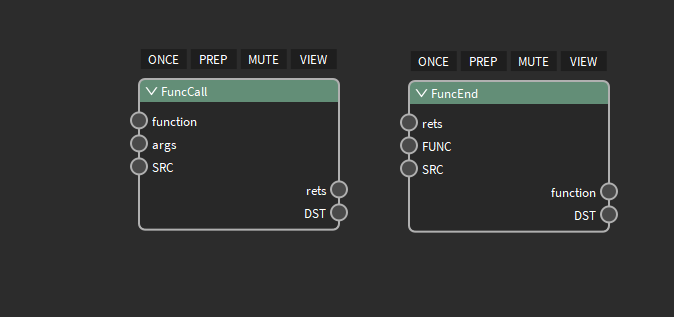 ONCE PREP MUTE VIEW
FuncCall
function
args
SRC
rets
DST
ONCE PREP MUTE VIEW
FuncEnd
rets
FUNC
SRC
function
DST